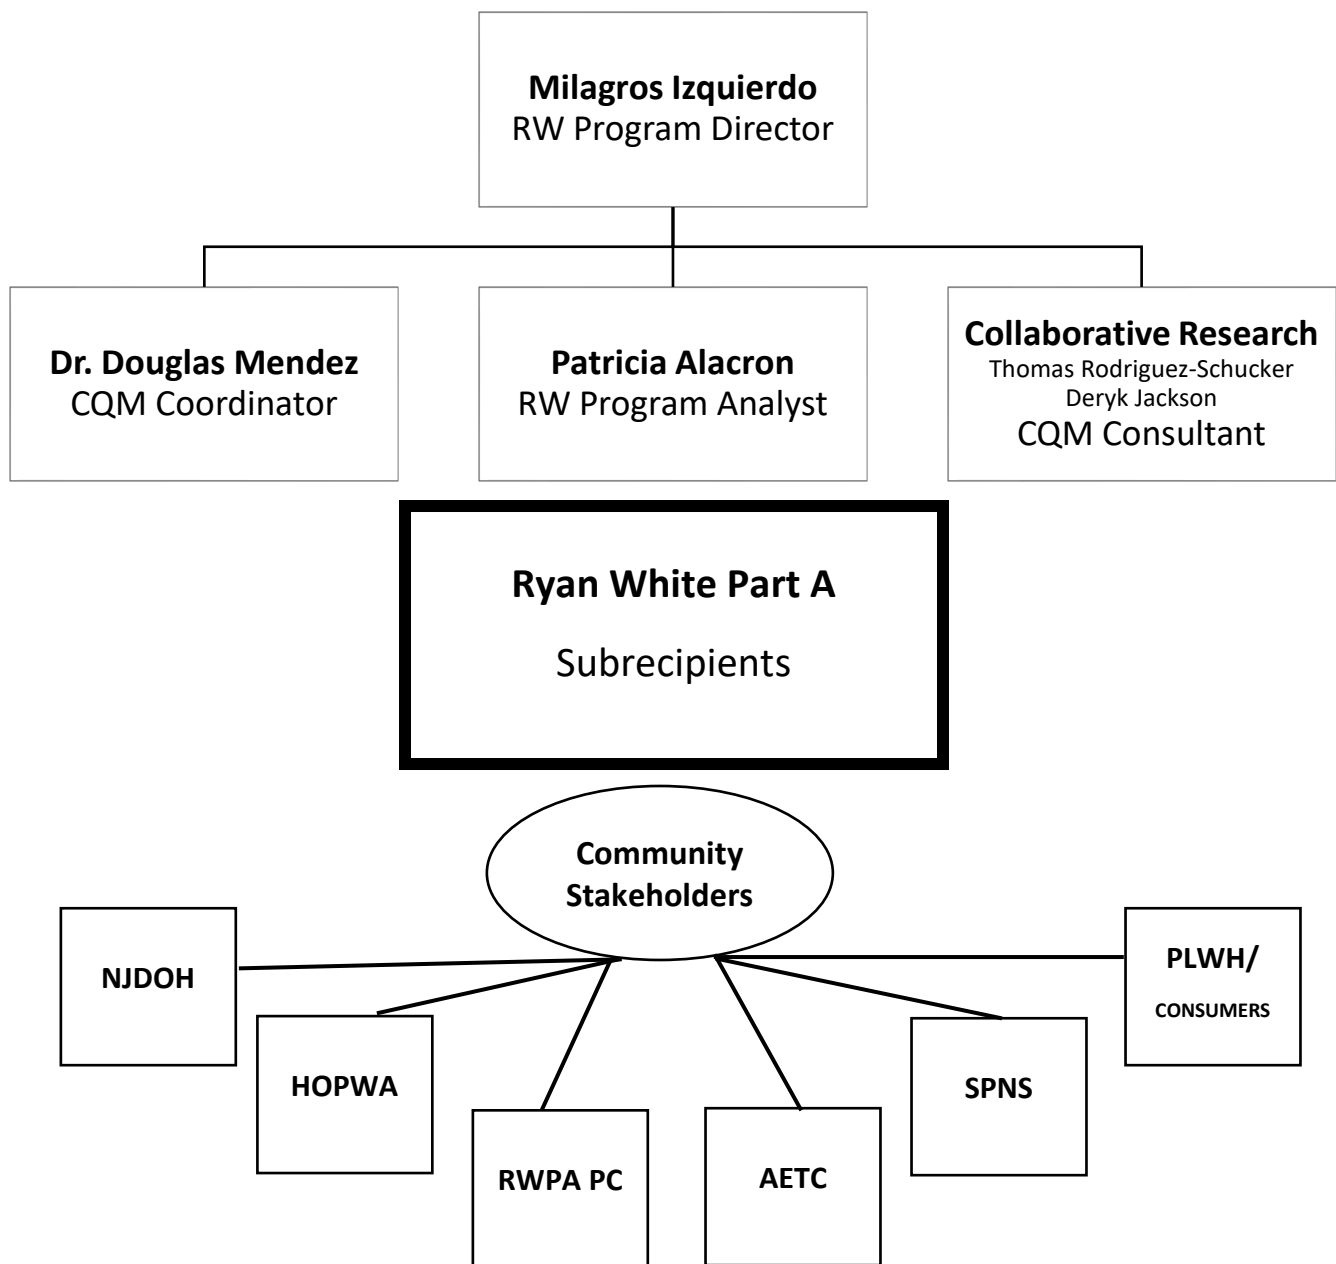 Milagros Izquierdo
RW Program Director
Dr. Douglas Mendez
CQM Coordinator
Patricia Alacron
RW Program Analyst
Collaborative Research
Thomas Rodriguez-Schucker
Deryk Jackson
CQM Consultant
Ryan White Part A
Subrecipients
Community
Stakeholders
NJDOH
HOPWA
RWPA PC
AETC
SPNS
PLWH/
CONSUMERS